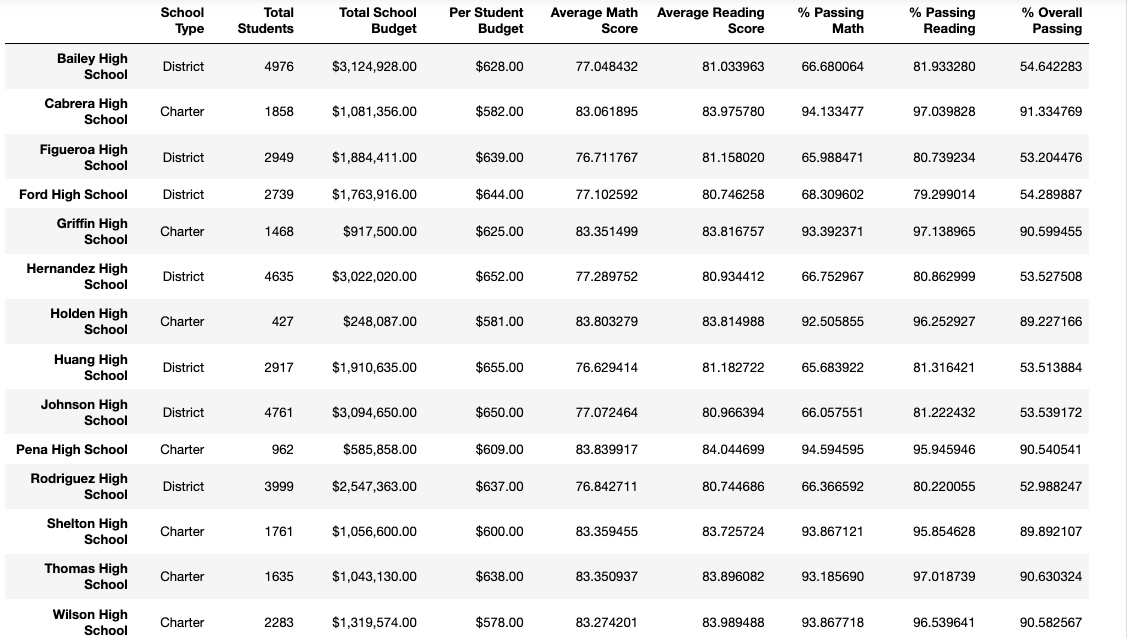 School Type Total Students Total School Budget Per Student Budget Average Math Score Average Reading Score % Passing Math % Passing Reading % Overall Passing
Bailey High School District 4976 $3,124,928.00 $628.00 77.048432 81.033963 66.680064 81.933280 54.642283
Cabrera High School Charter 1858 $1,081,356.00 $582.00 83.061895 83.975780 94.133477 97.039828 91.334769
Figueroa High School District 2949 $1,884,411.00 $639.00 76.711767 81.158020 65.988471 80.739234 53.204476
Ford High School District 2739 $1,763,916.00 $644.00 77.102592 80.746258 68.309602 79.299014 54.289887
Griffin High School Charter 1468 $917,500.00 $625.00 83.351499 83.816757 93.392371 97.138965 90.599455
Hernandez High School District 4635 $3,022,020.00 $652.00 77.289752 80.934412 66.752967 80.862999 53.527508
Holden High School Charter 427 $248,087.00 $581.00 83.803279 83.814988 92.505855 96.252927 89.227166
Huang High School District 2917 $1,910,635.00 $655.00 76.629414 81.182722 65.683922 81.316421 53.513884
Johnson High School District 4761 $3,094,650.00 $650.00 77.072464 80.966394 66.057551 81.222432 53.539172
Pena High School Charter 962 $585,858.00 $609.00 83.839917 84.044699 94.594595 95.945946 90.540541
Rodriguez High School District 3999 $2,547,363.00 $637.00 76.842711 80.744686 66.366592 80.220055 52.988247
Shelton High School Charter 1761 $1,056,600.00 $600.00 83.359455 83.725724 93.867121 95.854628 89.892107
Thomas High School Charter 1635 $1,043,130.00 $638.00 83.350937 83.896082 93.185690 97.018739 90.630324
Wilson High School Charter 2283 $1,319,574.00 $578.00 83.274201 83.989488 93.867718 96.539641 90.582567